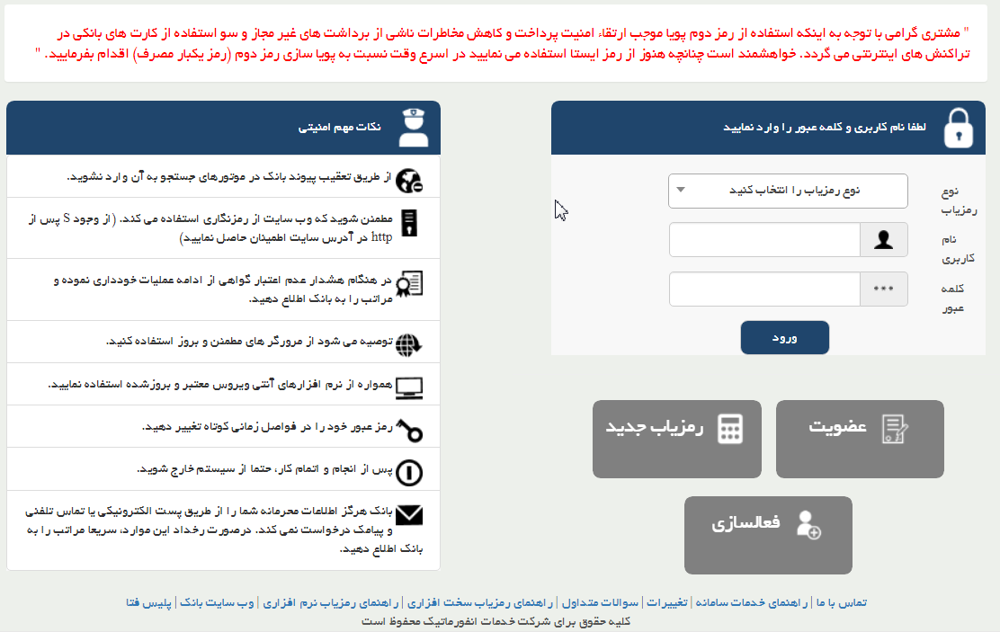 " مشتری گرامی با توجه به اینکه استفاده از رمز دوم پویا موجب ارتقاء امنیت پرداخت و کاهش مخاطرات ناشی از برداشت های غیر مجاز و سو استفاده از کارت های بانکی در
تراکنش های اینترنتی می گردد. خواهشمند است چنانچه هنوز از رمز ایستا استفاده می نمایید در اسرع وقت نسبت به پویا سازی رمز دوم (رمز یکبار مصرف) اقدام بفرمایید. "
لطفا نام کاربری و کلمه عبور را وارد نمایید
نوع
رمزیاب
نوع رمزیاب را انتخاب کنید
نام
کاربری
کلمه
عبور
ورود
عضویت
رمزیاب جدید
فعالسازی
نکات مهم امنیتی
از طریق تعقیب پیوند بانک در موتورهای جستجو به آن وارد نشوید.
مطمئن شوید که وب سایت از رمزنگاری استفاده می کند. (از وجود S پس از
http در آدرس سایت اطمینان حاصل نمایید)
در هنگام هشدار عدم اعتبار گواهی از ادامه عملیات خودداری نموده و
مراتب را به بانک اطلاع دهید.
توصیه می شود از مرورگر های مطمئن و بروز استفاده کنید.
همواره از نرم افزارهای آنتی ویروس معتبر و بروزشده استفاده نمایید.
رمز عبور خود را در فواصل زمانی کوتاه تغییر دهید.
پس از انجام و اتمام کار، حتما از سیستم خارج شوید.
بانک هرگز اطلاعات محرمانه شما را از طریق پست الکترونیکی یا تماس تلفنی
و پیامک درخواست نمی کند. درصورت رخداد این موارد، سریعا مراتب را به
بانک اطلاع دهید.
تماس با ما | راهنمای خدمات سامانه | تغییرات | سوالات متداول | راهنمای رمزیاب سخت افزاری | راهنمای رمزیاب نرم افزاری | وب سایت بانک | پلیس فتا
کلیه حقوق برای شرکت خدمات انفورماتیک محفوظ است